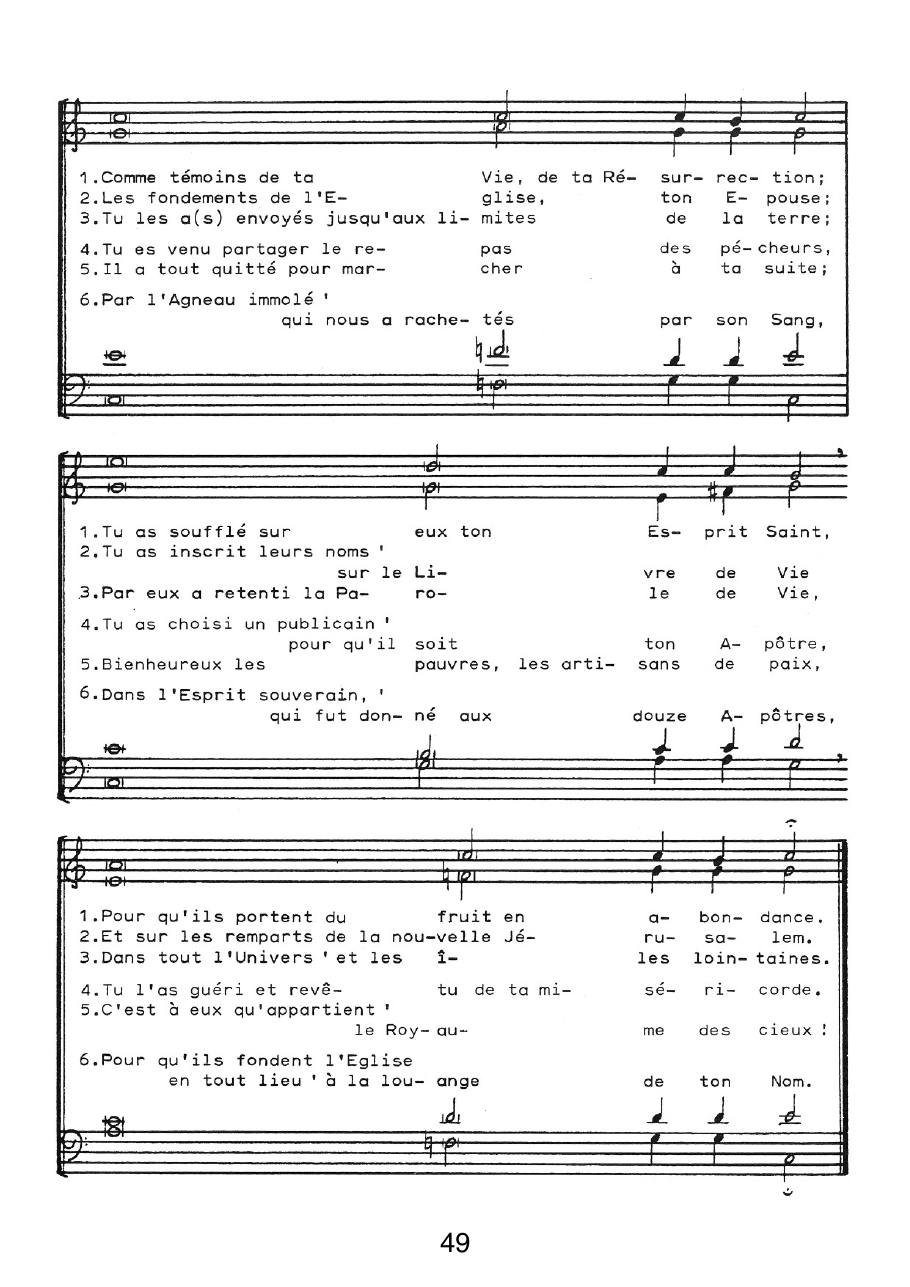 1.Comme témoins de ta Vie, de ta Ré- sur- rec- tion;
2.Les fondements de l'E- glise, ton E- pouse;
3.Tu les a(s) envoyés jusqu'aux li- mites de la terre;
4.Tu es venu partager le re- pas des pé- cheurs,
5.Il a tout quitté pour mar- cher à ta suite;
6.Par l'Agneau immolé '
qui nous a rache- tés par son Sang,
1.Tu as soufflé sur eux ton Es- prit Saint,
2.Tu as inscrit leurs noms '
sur le Li- vre de Vie
3.Par eux a retenti la Pa- ro- le de Vie,
4.Tu as choisi un publicain '
pour qu'il soit ton A- pôtre,
5.Bienheureux les pauvres, les arti- sans de paix,
6.Dans l'Esprit souverain, '
qui fut don- né aux douze A- pôtres,
1.Pour qu'ils portent du fruit en a- bon- dance.
2.Et sur les remparts de la nou-velle Jé- ru- sa- lem.
3.Dans tout l'Univers ' et les î- les loin- taines.
4.Tu l'as guéri et revê- tu de ta mi- sé- ri- corde.
5.C'est à eux qu'appartient '
le Roy- au- me des cieux !
6.Pour qu'ils fondent l'Eglise
en tout lieu ' à la lou- ange de ton Nom.
49